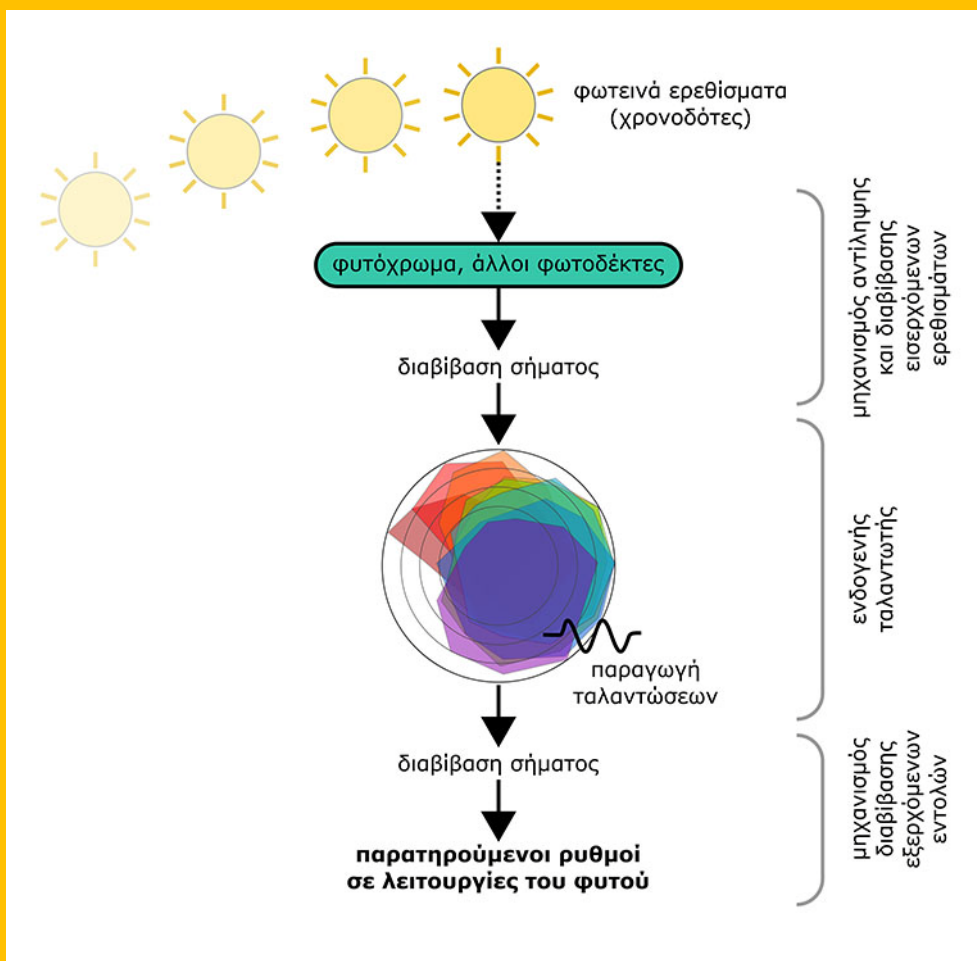 φωτεινά ερεθίσματα
(χρονοδότες)
φυτόχρωμα, άλλοι φωτοδέκτες
διαβίβαση σήματος
μηχανισμός αντίληψης
και διαβίβασης
εισερχόμενων
ερεθισμάτων
παραγωγή
ταλαντώσεων
ενδογενής
ταλαντωτής
διαβίβαση σήματος
παρατηρούμενοι ρυθμοί
σε λειτουργίες του φυτού
μηχανισμός
διαβίβασης
εξερχόμενων
εντολών